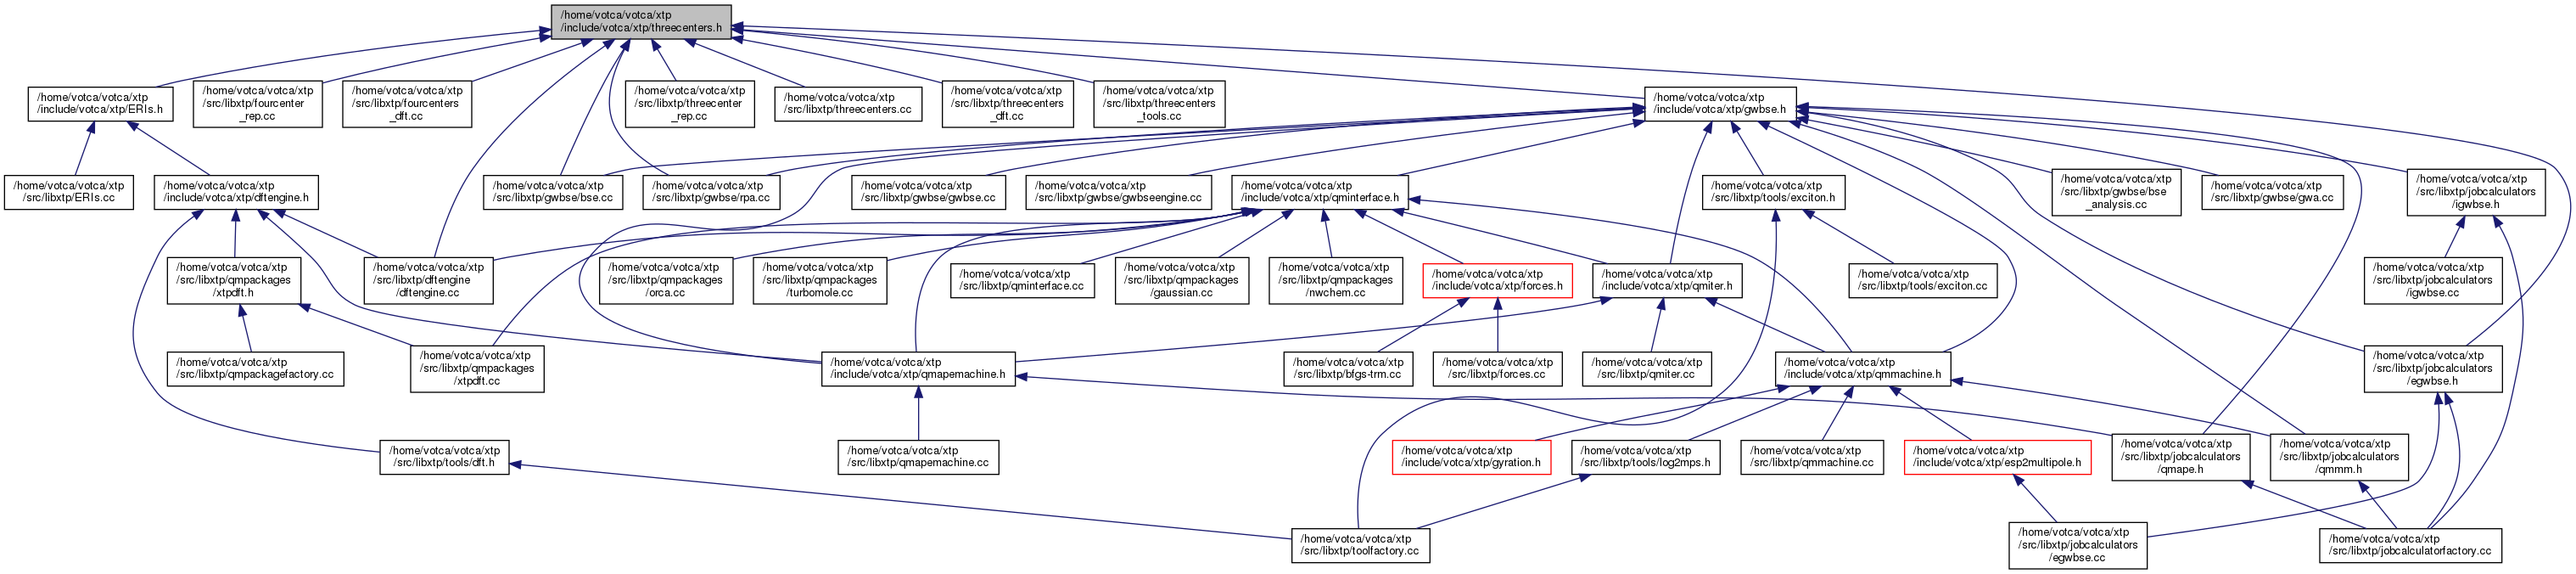 /home/votca/votca/xtp
/include/votca/xtp/threecenters.h
/home/votca/votca/xtp
/include/votca/xtp/ERIs.h
/home/votca/votca/xtp
/src/libxtp/fourcenter
_rep.cc
/home/votca/votca/xtp
/src/libxtp/fourcenters
_dft.cc
/home/votca/votca/xtp
/src/libxtp/threecenter
_rep.cc
/home/votca/votca/xtp
/src/libxtp/threecenters.cc
/home/votca/votca/xtp
/src/libxtp/threecenters
_dft.cc
/home/votca/votca/xtp
/src/libxtp/threecenters
_tools.cc
/home/votca/votca/xtp
/include/votca/xtp/gwbse.h
/home/votca/votca/xtp
/src/libxtp/ERIs.cc
/home/votca/votca/xtp
/include/votca/xtp/dftengine.h
/home/votca/votca/xtp
/src/libxtp/gwbse/bse.cc
/home/votca/votca/xtp
/src/libxtp/gwbse/rpa.cc
/home/votca/votca/xtp
/src/libxtp/gwbse/gwbse.cc
/home/votca/votca/xtp
/src/libxtp/gwbse/gwbseengine.cc
/home/votca/votca/xtp
/include/votca/xtp/qminterface.h
/home/votca/votca/xtp
/src/libxtp/tools/exciton.h
/home/votca/votca/xtp
/src/libxtp/gwbse/bse
_analysis.cc
/home/votca/votca/xtp
/src/libxtp/gwbse/gwa.cc
/home/votca/votca/xtp
/src/libxtp/jobcalculators
/igwbse.h
/home/votca/votca/xtp
/src/libxtp/qmpackages
/xtpdft.h
/home/votca/votca/xtp
/src/libxtp/dftengine
/dftengine.cc
/home/votca/votca/xtp
/src/libxtp/qmpackages
/orca.cc
/home/votca/votca/xtp
/src/libxtp/qmpackages
/turbomole.cc
/home/votca/votca/xtp
/src/libxtp/qminterface.cc
/home/votca/votca/xtp
/src/libxtp/qmpackages
/gaussian.cc
/home/votca/votca/xtp
/src/libxtp/qmpackages
/nwchem.cc
/home/votca/votca/xtp
/include/votca/xtp/forces.h
/home/votca/votca/xtp
/include/votca/xtp/qmiter.h
/home/votca/votca/xtp
/src/libxtp/tools/exciton.cc
/home/votca/votca/xtp
/src/libxtp/jobcalculators
/igwbse.cc
/home/votca/votca/xtp
/src/libxtp/qmpackagefactory.cc
/home/votca/votca/xtp
/src/libxtp/qmpackages
/xtpdft.cc
/home/votca/votca/xtp
/include/votca/xtp/qmapemachine.h
/home/votca/votca/xtp
/src/libxtp/bfgs-trm.cc
/home/votca/votca/xtp
/src/libxtp/forces.cc
/home/votca/votca/xtp
/src/libxtp/qmiter.cc
/home/votca/votca/xtp
/include/votca/xtp/qmmachine.h
/home/votca/votca/xtp
/src/libxtp/jobcalculators
/egwbse.h
/home/votca/votca/xtp
/src/libxtp/tools/dft.h
/home/votca/votca/xtp
/src/libxtp/qmapemachine.cc
/home/votca/votca/xtp
/include/votca/xtp/gyration.h
/home/votca/votca/xtp
/src/libxtp/tools/log2mps.h
/home/votca/votca/xtp
/src/libxtp/qmmachine.cc
/home/votca/votca/xtp
/include/votca/xtp/esp2multipole.h
/home/votca/votca/xtp
/src/libxtp/jobcalculators
/qmape.h
/home/votca/votca/xtp
/src/libxtp/jobcalculators
/qmmm.h
/home/votca/votca/xtp
/src/libxtp/toolfactory.cc
/home/votca/votca/xtp
/src/libxtp/jobcalculators
/egwbse.cc
/home/votca/votca/xtp
/src/libxtp/jobcalculatorfactory.cc